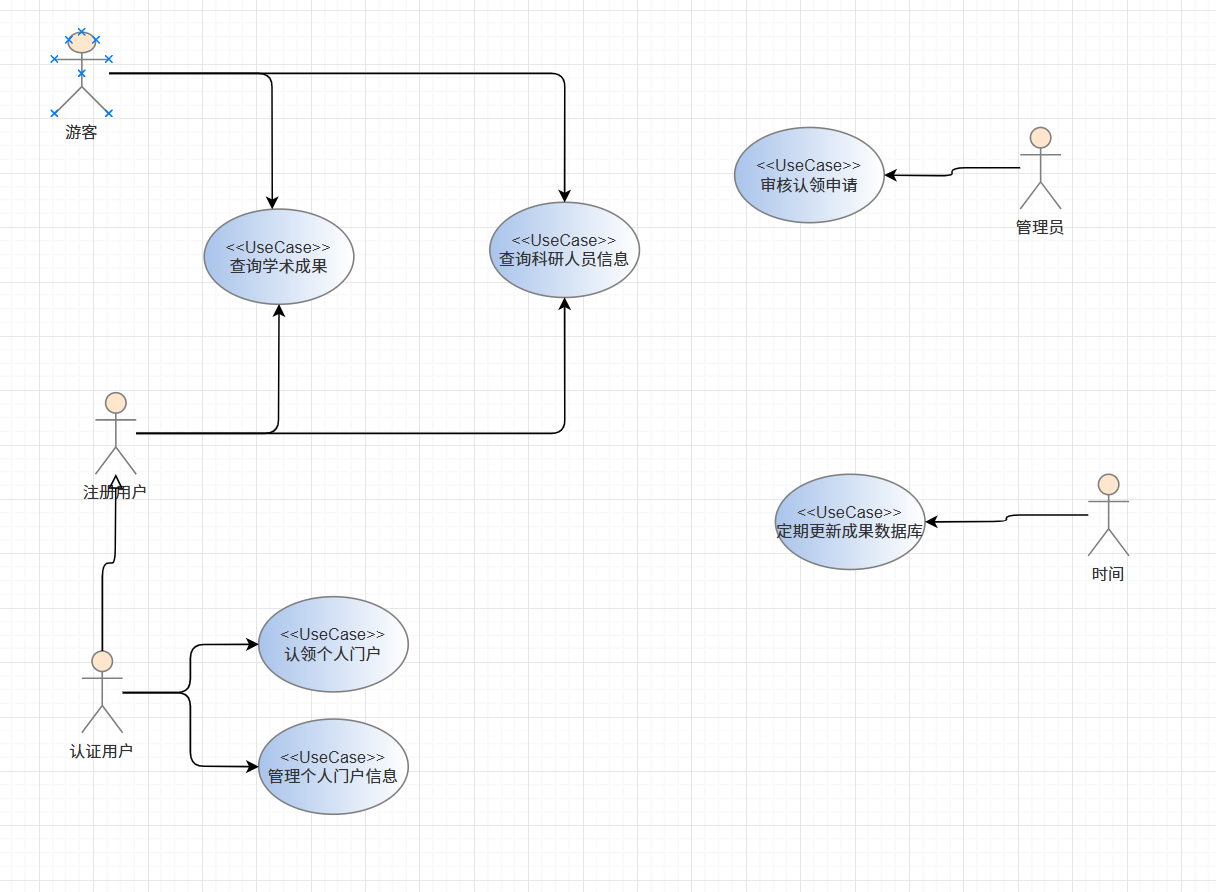 游客
<<UseCase>>
审核认领申请
管理员
<<UseCase>>
查询学术成果
<<UseCase>>
查询科研人员信息
注册用户
<<UseCase>>
定期更新成果数据库
时间
<<UseCase>>
认领个人门户
认证用户
<<UseCase>>
管理个人门户信息